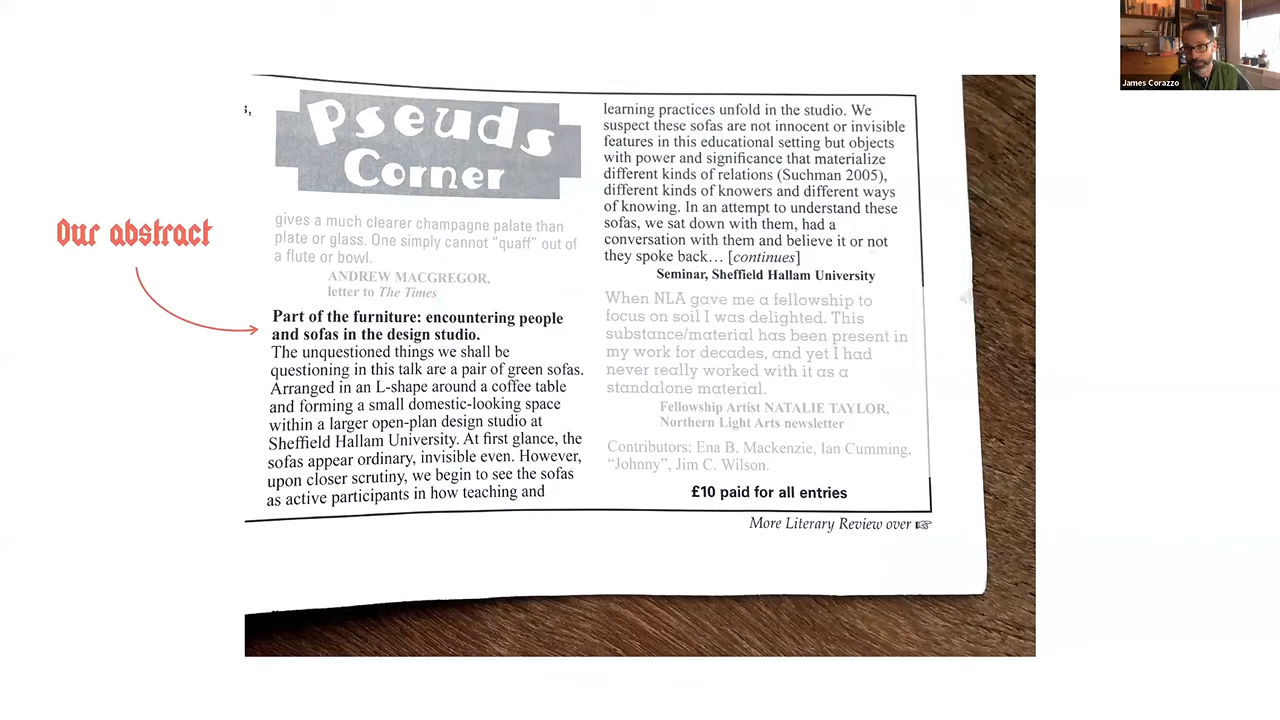 James Corazzo
Our abstract
s,
Pseuds
Corner
gives a much clearer champagne palate than
plate or glass. One simply cannot “quaff” out of
a flute or bowl.
ANDREW MACGREGOR,
letter to The Times
Part of the furniture: encountering people
and sofas in the design studio.
The unquestioned things we shall be
questioning in this talk are a pair of green sofas.
Arranged in an L-shape around a coffee table
and forming a small domestic-looking space
within a larger open-plan design studio at
Sheffield Hallam University. At first glance, the
sofas appear ordinary, invisible even. However,
upon closer scrutiny, we begin to see the sofas
as active participants in how teaching and
learning practices unfold in the studio. We
suspect these sofas are not innocent or invisible
features in this educational setting but objects
with power and significance that materialize
different kinds of relations (Suchman 2005),
different kinds of knowers and different ways
of knowing. In an attempt to understand these
sofas, we sat down with them, had a
conversation with them and believe it or not
they spoke back… [continues]
Seminar, Sheffield Hallam University
When NLA gave me a fellowship to
focus on soil I was delighted. This
substance/material has been present in
my work for decades, and yet I had
never really worked with it as a
standalone material.
Fellowship Artist NATALIE TAYLOR,
Northern Light Arts newsletter
Contributors: Ena B. Mackenzie, Ian Cumming,
“Johnny”, Jim C. Wilson.
£10 paid for all entries
More Literary Review over ☞